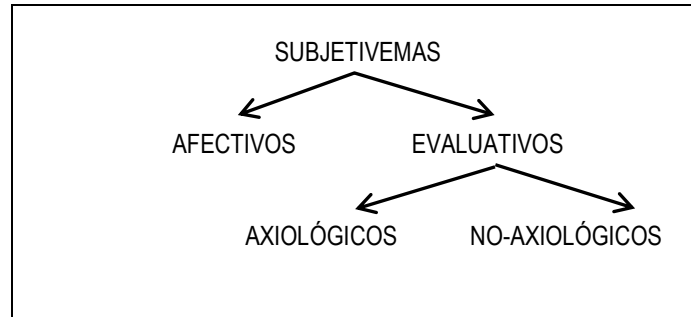 SUBJETIVEMAS
AFECTIVOS EVALUATIVOS
AXIOLÓGICOS NO-AXIOLÓGICOS